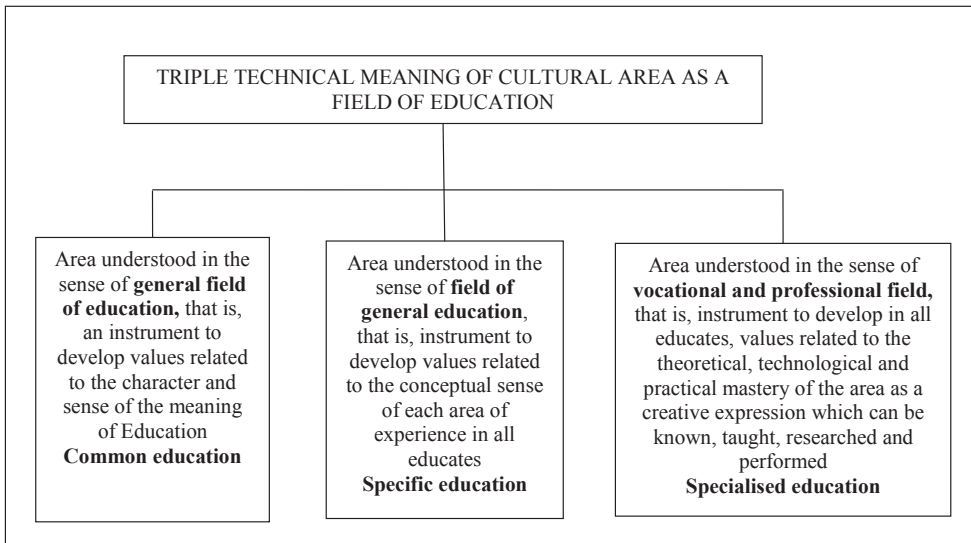 TRIPLE TECHNICAL MEANING OF CULTURAL AREA AS A
FIELD OF EDUCATION
Area understood in the
sense of general field
of education, that is,
an instrument to
develop values related
to the character and
sense of the meaning
of Education
Common education
Area understood in the
sense of field of
general education,
that is, instrument to
develop values related
to the conceptual sense
of each area of
experience in all
educates
Specific education
Area understood in the sense of
vocational and professional field,
that is, instrument to develop in all
educates, values related to the
theoretical, technological and
practical mastery of the area as a
creative expression which can be
known, taught, researched and
performed
Specialised education